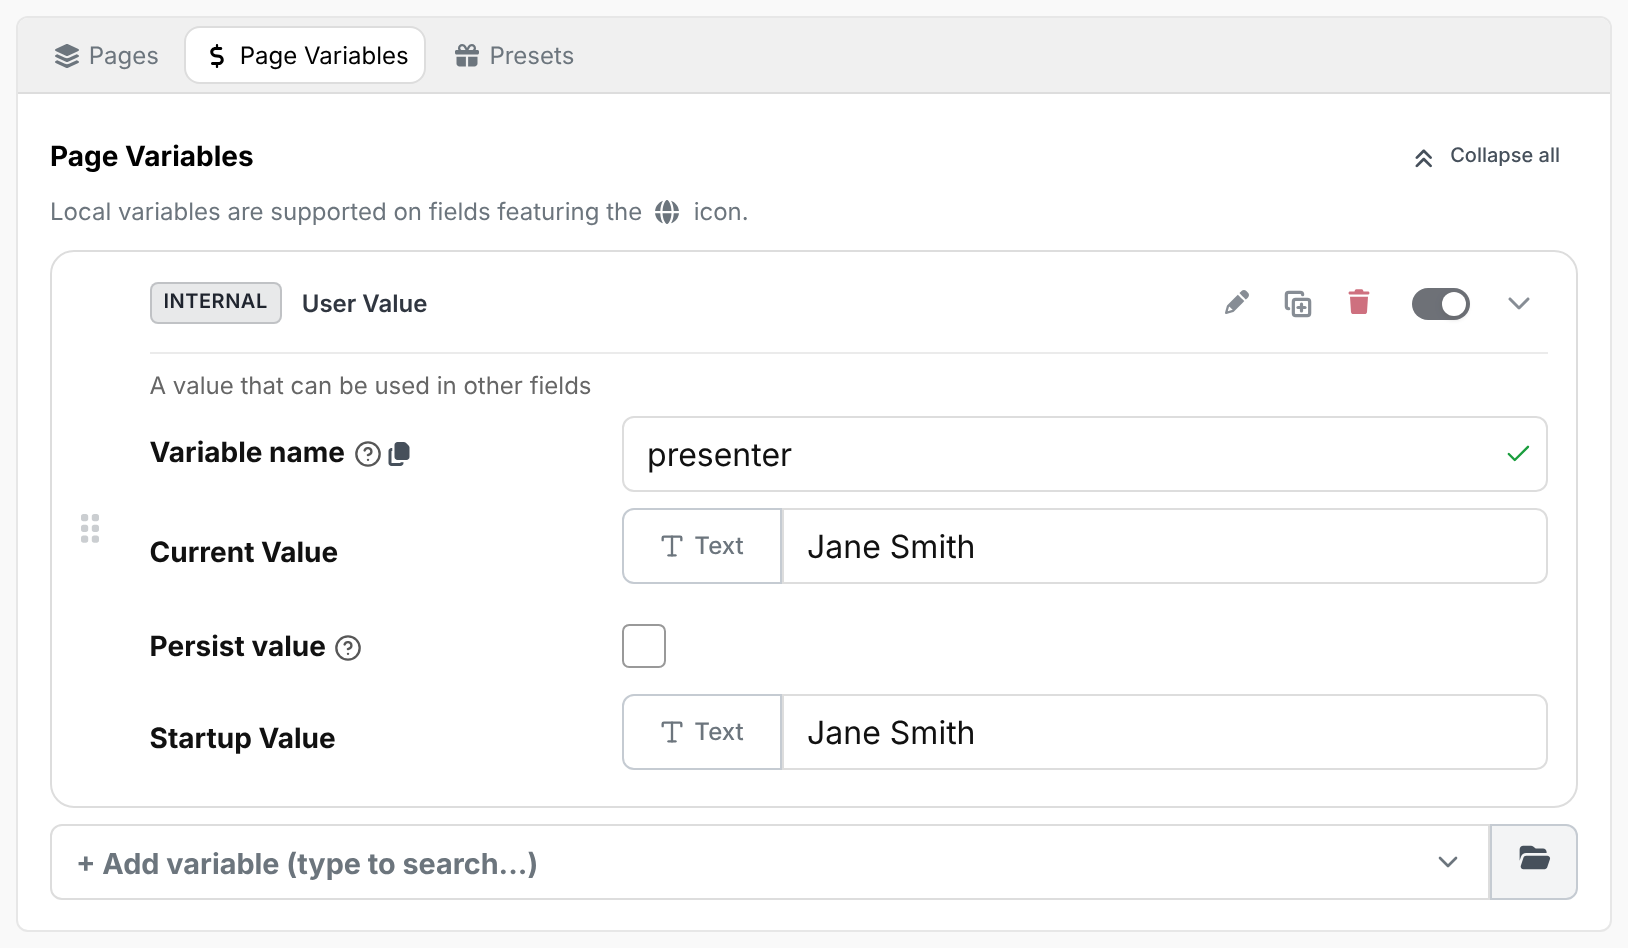 Pages
$ Page Variables
Presets
Page Variables
Collapse all
Local variables are supported on fields featuring the icon.
INTERNAL User Value
A value that can be used in other fields
Variable name ?
presenter
Current Value
T Text
Jane Smith
Persist value ?
Startup Value
T Text
Jane Smith
+ Add variable (type to search...)